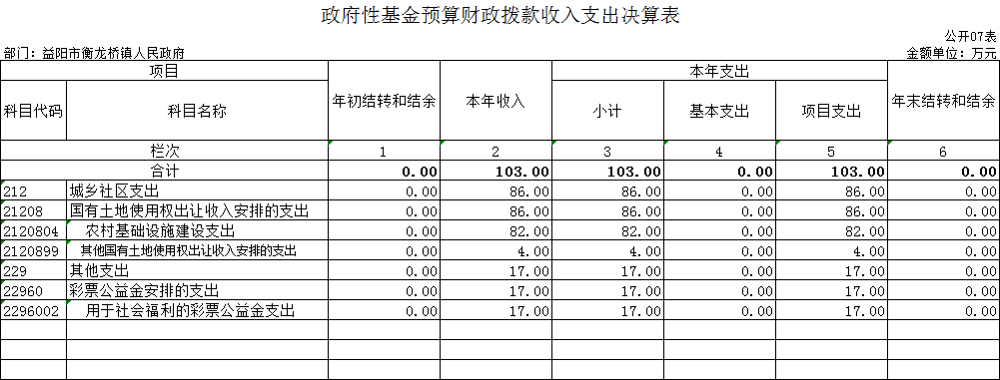 政府性基金预算财政拨款收入支出决算表
公开07表
部门：益阳市衡龙桥镇人民政府 金额单位：万元
项目 年初结转和结余 本年收入 本年支出 年末结转和结余
科目代码 科目名称 小计 基本支出 项目支出
栏次 1 2 3 4 5 6
合计 0.00 103.00 103.00 0.00 103.00 0.00
212 城乡社区支出 0.00 86.00 86.00 0.00 86.00 0.00
21208 国有土地使用权出让收入安排的支出 0.00 86.00 86.00 0.00 86.00 0.00
2120804 农村基础设施建设支出 0.00 82.00 82.00 0.00 82.00 0.00
2120899 其他国有土地使用权出让收入安排的支出 0.00 4.00 4.00 0.00 4.00 0.00
229 其他支出 0.00 17.00 17.00 0.00 17.00 0.00
22960 彩票公益金安排的支出 0.00 17.00 17.00 0.00 17.00 0.00
2296002 用于社会福利的彩票公益金支出 0.00 17.00 17.00 0.00 17.00 0.00